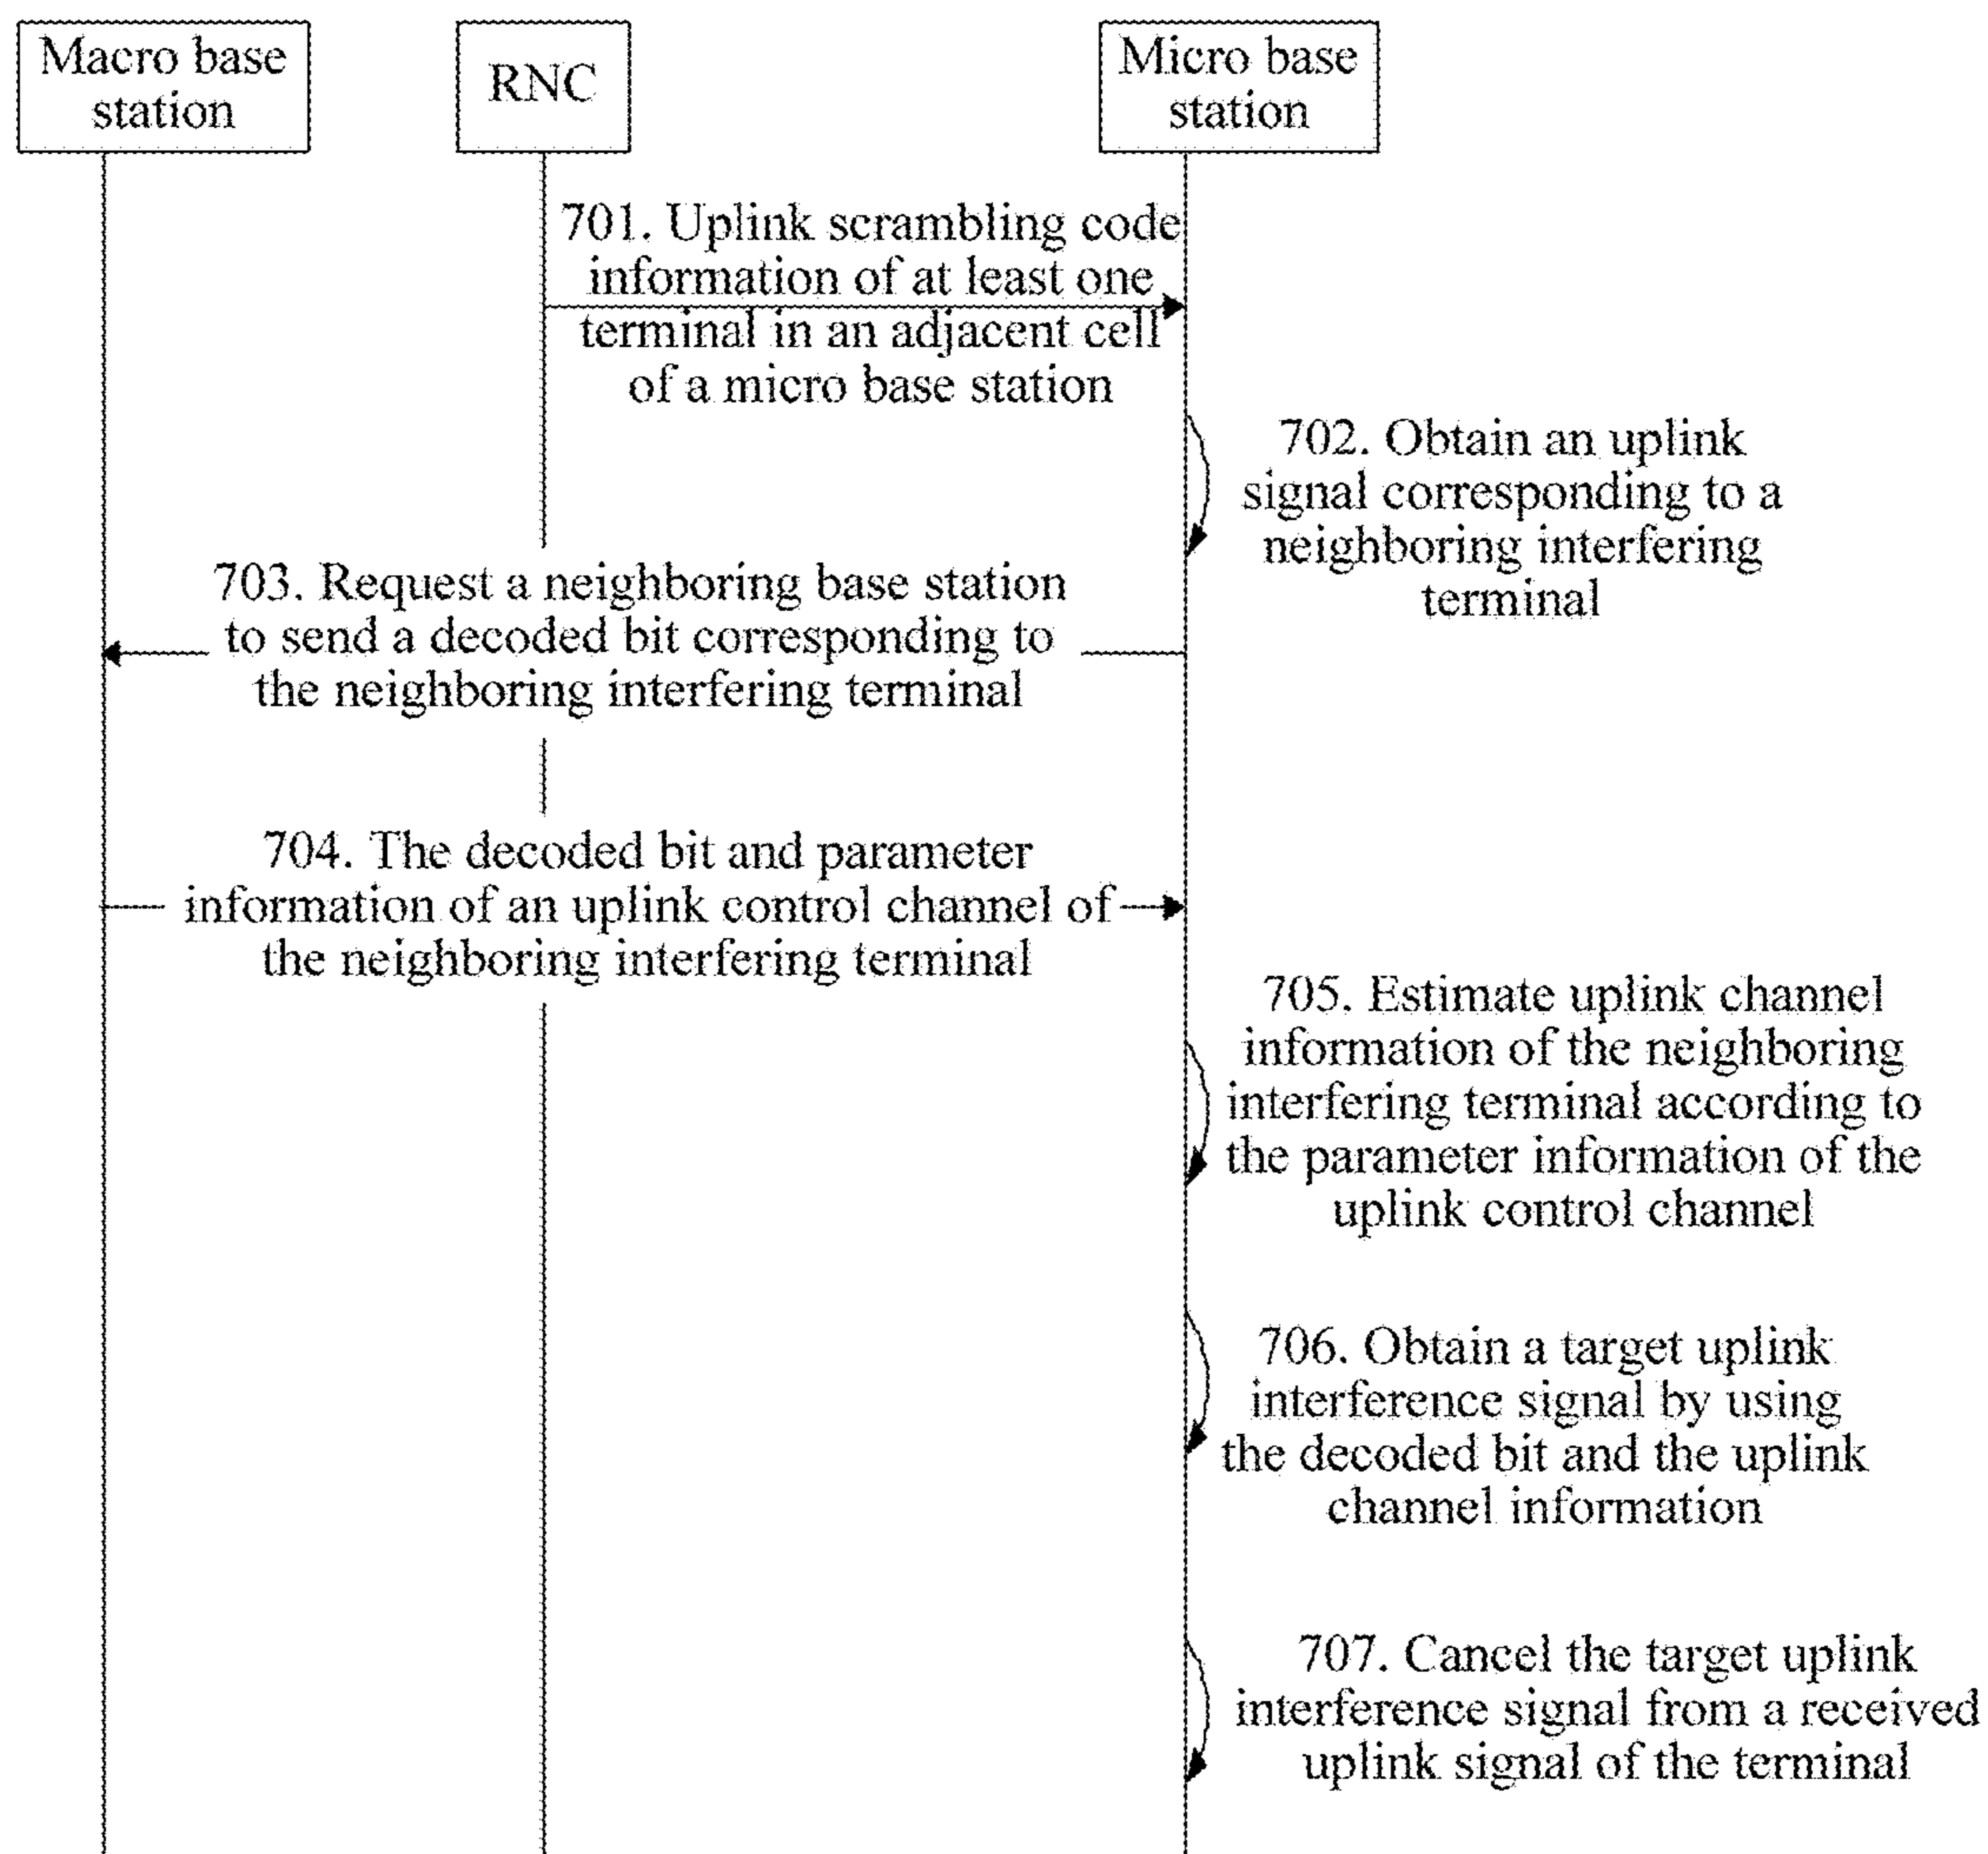 Macro base
station
RNC
Micro base
station
701. Uplink scrambling code
information of at least one
terminal in an adjacent cell
of a micro base station
702. Obtain an uplink
signal corresponding to a
neighboring interfering
terminal
703. Request a neighboring base station
to send a decoded bit corresponding to
the neighboring interfering terminal
704. The decoded bit and parameter
information of an uplink control channel of
the neighboring interfering terminal
705. Estimate uplink channel
information of the neighboring
interfering terminal according to
the parameter information of the
uplink control channel
706. Obtain a target uplink
interference signal by using
the decoded bit and the uplink
channel information
707. Cancel the target uplink
interference signal from a received
uplink signal of the terminal